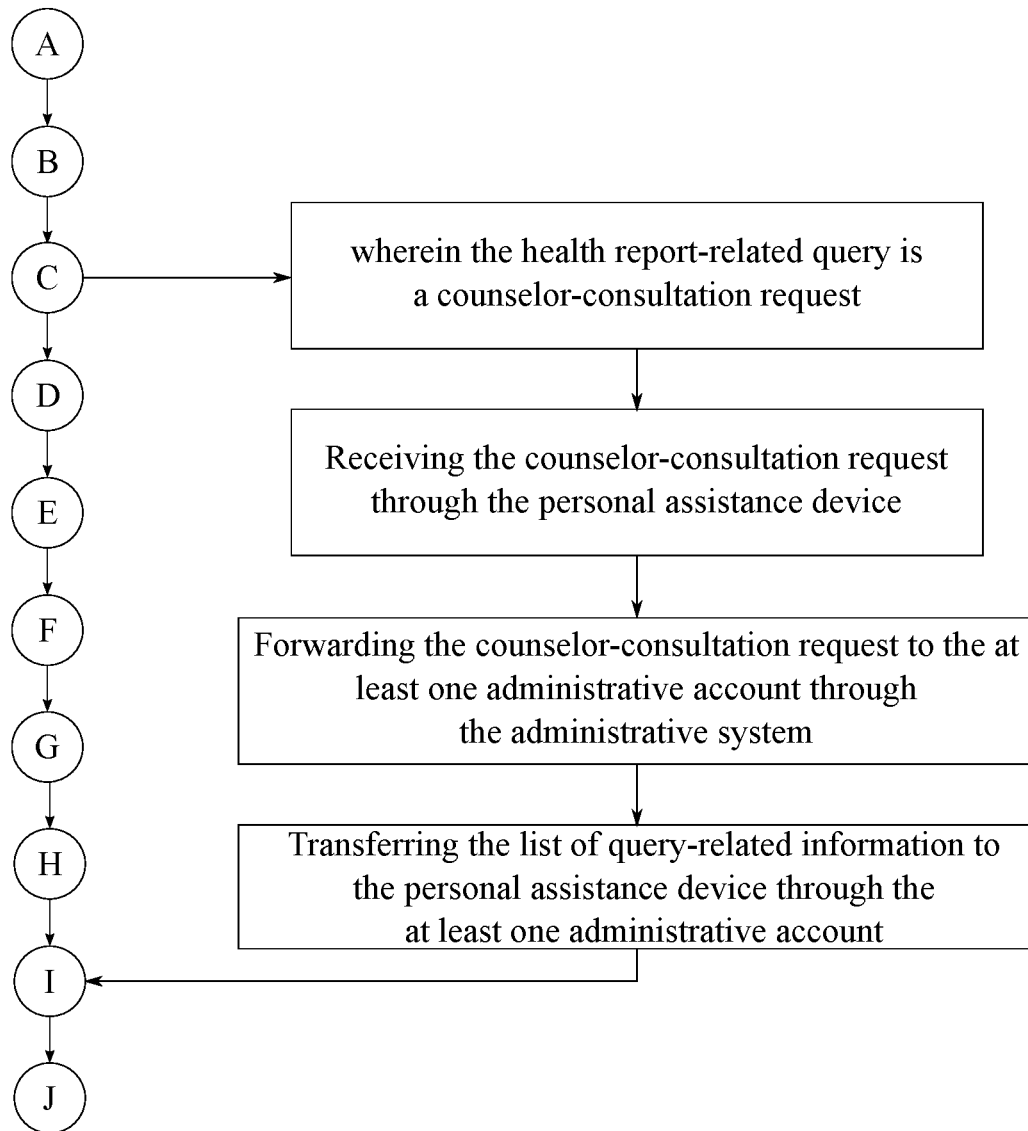 A
B
C
D
E
F
G
H
I
J
wherein the health report-related query is
a counselor-consultation request
Receiving the counselor-consultation request
through the personal assistance device
Forwarding the counselor-consultation request to the at
least one administrative account through
the administrative system
Transferring the list of query-related information to
the personal assistance device through the
at least one administrative account